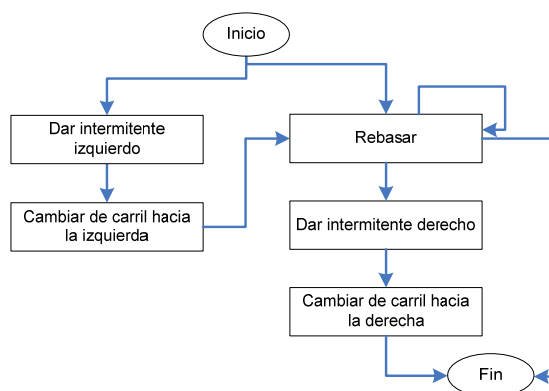 Inicio
Dar intermitente
izquierdo
Rebasar
Cambiar de carril hacia
la izquierda
Dar intermitente derecho
Cambiar de carril hacia
la derecha
Fin